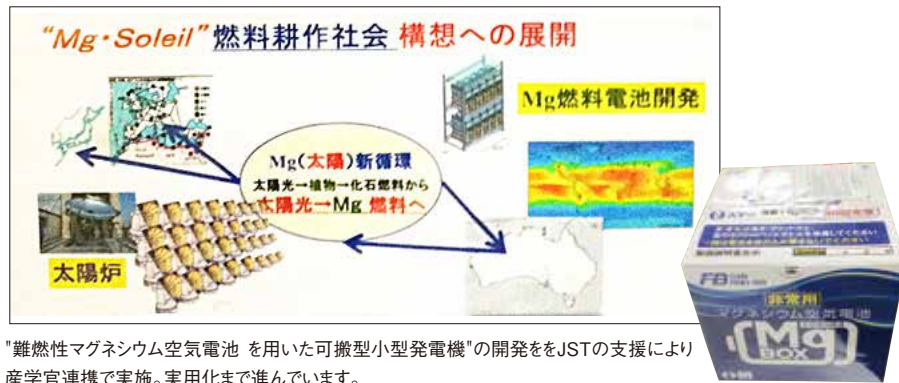 “Mg・Soleil”燃料耕作社会 構想への展開
Mg燃料電池開発
Mg(太陽)新循環
太陽光→植物→化石燃料から
太陽光→Mg 燃料へ
太陽炉
FB
非常用
マグネシウム空気電池
Mg
BOX
"難燃性マグネシウム空気電池 を用いた可搬型小型発電機"の開発ををJSTの支援により
産学官連携で実施。実用化まで進んでいます。